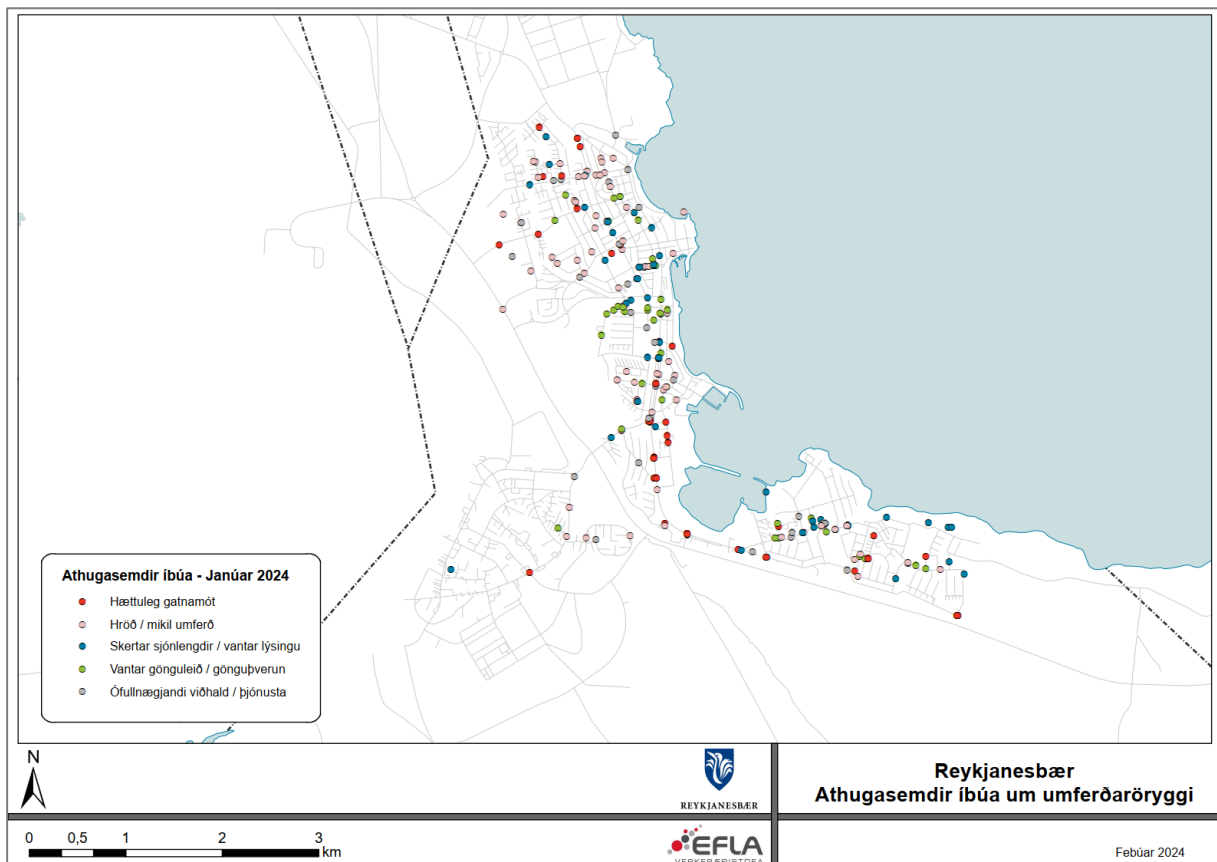 Athugasemdir íbúa - Janúar 2024
Hættuleg gatnamót
Hröð / mikil umferð
Skertar sjónlengdir / vantar lýsingu
Vantar gönguleið / gönguþverun
Ófullnægjandi viðhald / þjónusta
N
REYKJANESBÆR
Reykjanesbær
Athugasemdir íbúa um umferðaröryggi
0 0,5 1 2 3
km
EFLA
VERKFRÆÐISTOFA
Febúar 2024